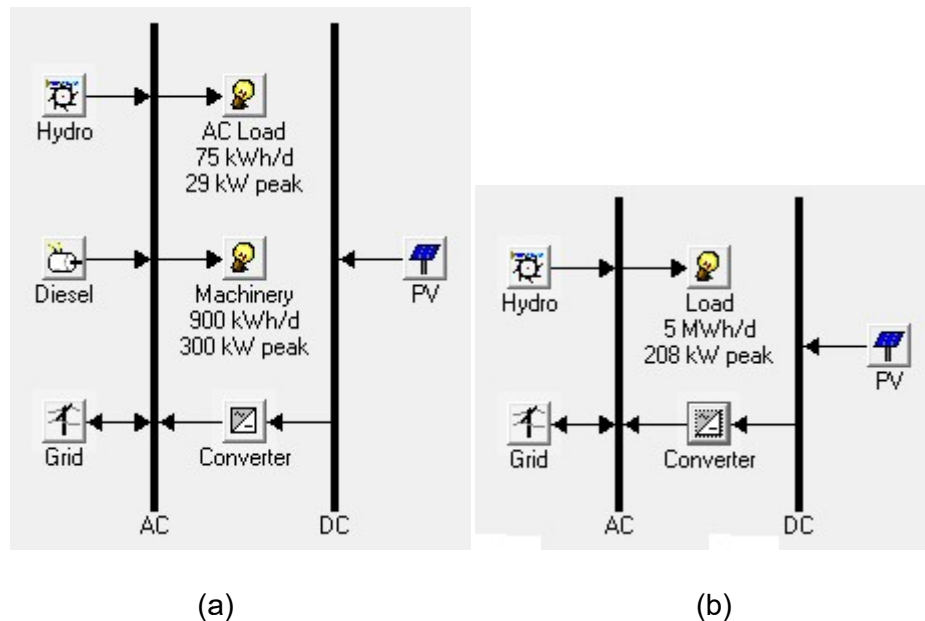 Hydro
AC Load
75 kWh/d
29 kW peak
Diesel
Machinery
900 kWh/d
300 kW peak
PV
Grid
Converter
AC
DC
(a)
Hydro
Load
5 MWh/d
208 kW peak
PV
Grid
Converter
AC
DC
(b)